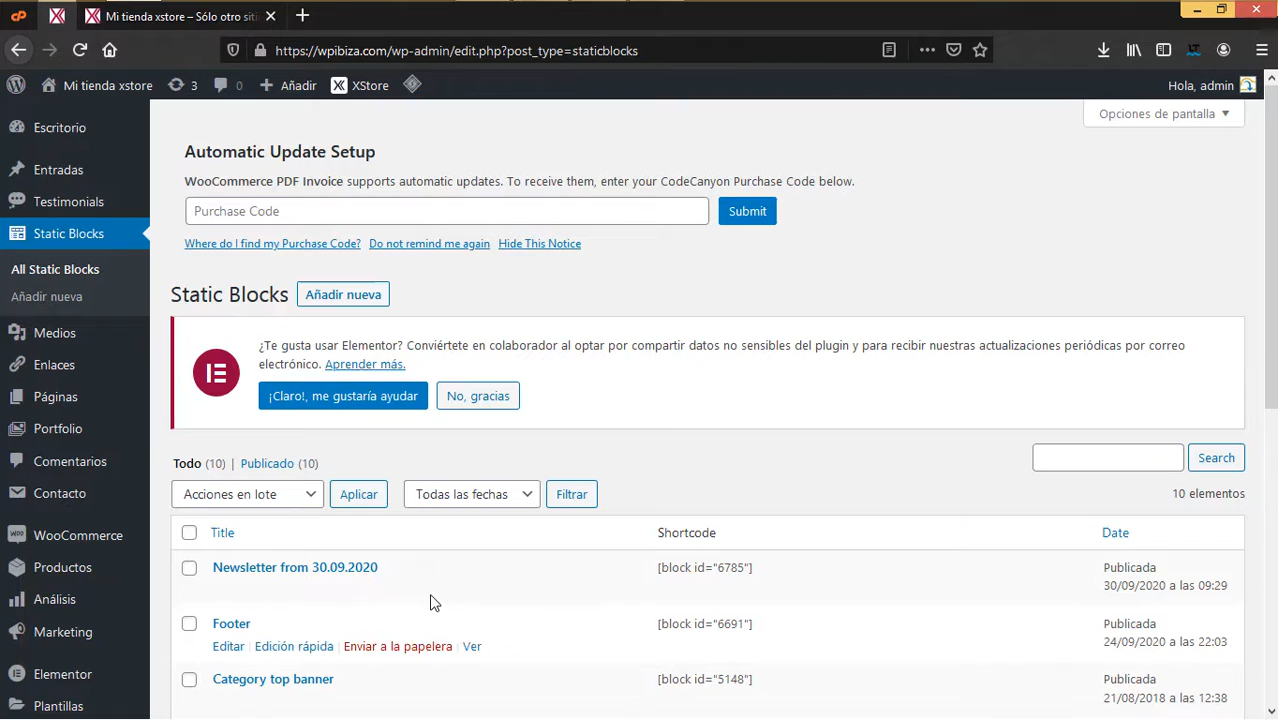 Mi tienda xstore – Sólo otro siti
https://wpibiza.com/wp-admin/edit.php?post_type=staticblocks
Mi tienda xstore 3 0 Añadir XStore Hola, admin
Opciones de pantalla
Escritorio
Entradas
Testimonials
Static Blocks
All Static Blocks
Añadir nueva
Medios
Enlaces
Páginas
Portfolio
Comentarios
Contacto
WooCommerce
Productos
Análisis
Marketing
Elementor
Plantillas
Automatic Update Setup
WooCommerce PDF Invoice supports automatic updates. To receive them, enter your CodeCanyon Purchase Code below.
Purchase Code Submit
Where do I find my Purchase Code? Do not remind me again Hide This Notice
Static Blocks Añadir nueva
¿Te gusta usar Elementor? Conviértete en colaborador al optar por compartir datos no sensibles del plugin y para recibir nuestras actualizaciones periódicas por correo
electrónico. Aprender más.
¡Claro!, me gustaría ayudar No, gracias
Todo (10) | Publicado (10)
Search
Acciones en lote Aplicar Todas las fechas Filtrar 10 elementos
Title Shortcode Date
Newsletter from 30.09.2020 [block id="6785"] Publicada
30/09/2020 a las 09:29
Footer [block id="6691"] Publicada
Editar | Edición rápida | Enviar a la papelera | Ver 24/09/2020 a las 22:03
Category top banner [block id="5148"] Publicada
21/08/2018 a las 12:38